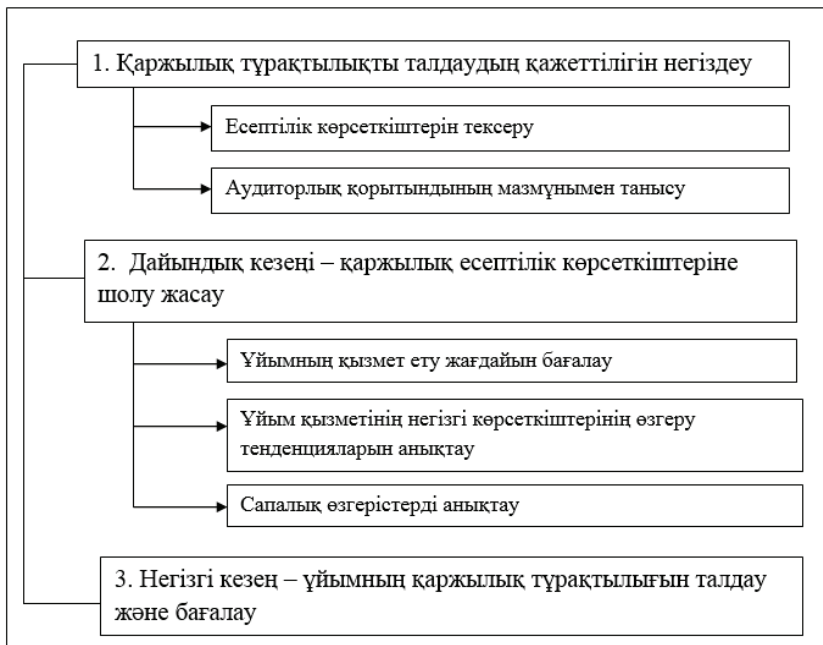 1. Қаржылық тұрақтылықты талдаудың қажеттілігін негіздеу
Есептілік көрсеткіштерін тексеру
Аудиторлық қорытындының мазмұнымен танысу
2. Дайындық кезеңі – қаржылық есептілік көрсеткіштеріне
шолу жасау
Ұйымның қызмет ету жағдайын бағалау
Ұйым қызметінің негізгі көрсеткіштерінің өзгеру
тенденцияларын анықтау
Сапалық өзгерістерді анықтау
3. Негізгі кезең – ұйымның қаржылық тұрақтылығын талдау
және бағалау